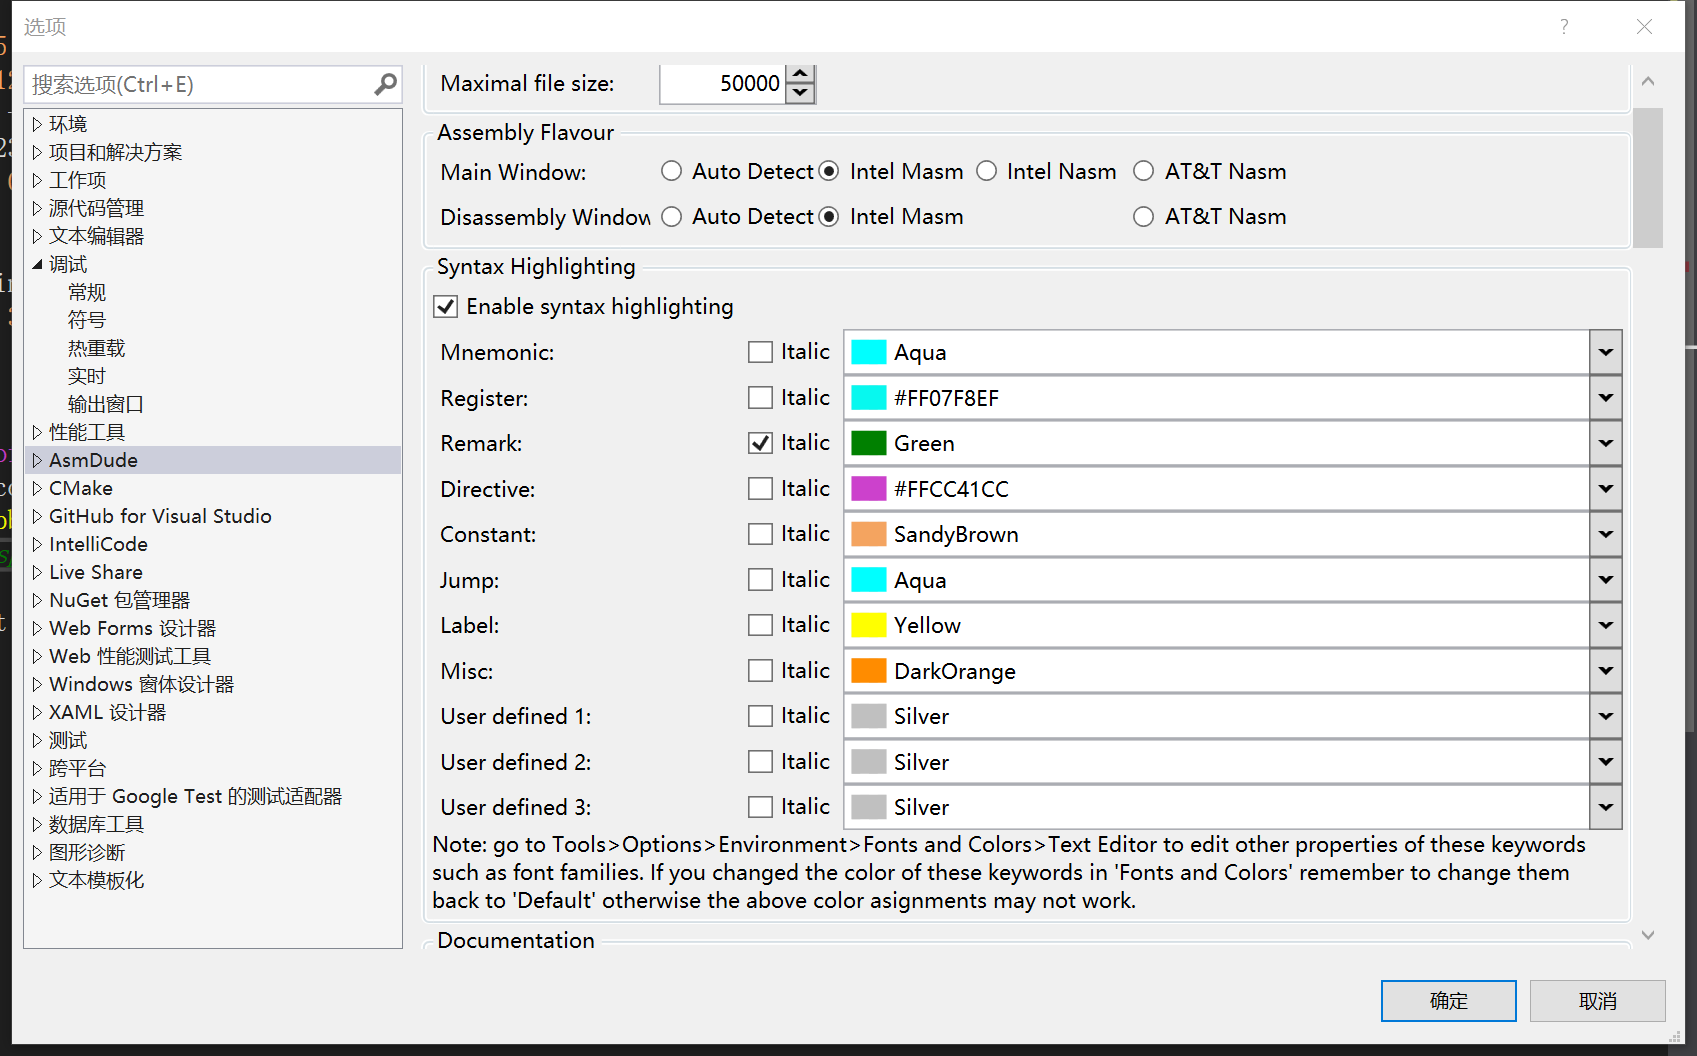 选项
?
搜索选项(Ctrl+E)
环境
项目和解决方案
工作项
源代码管理
文本编辑器
调试
常规
符号
热重载
实时
输出窗口
性能工具
AsmDude
CMake
GitHub for Visual Studio
IntelliCode
Live Share
NuGet 包管理器
Web Forms 设计器
Web 性能测试工具
Windows 窗体设计器
XAML 设计器
测试
跨平台
适用于 Google Test 的测试适配器
数据库工具
图形诊断
文本模板化
Maximal file size: 50000
Assembly Flavour
Main Window: Auto Detect Intel Masm Intel Nasm AT&T Nasm
Disassembly Window Auto Detect Intel Masm AT&T Nasm
Syntax Highlighting
Enable syntax highlighting
Mnemonic: Italic Aqua
Register: Italic #FF07F8EF
Remark: Italic Green
Directive: Italic #FFCC41CC
Constant: Italic SandyBrown
Jump: Italic Aqua
Label: Italic Yellow
Misc: Italic DarkOrange
User defined 1: Italic Silver
User defined 2: Italic Silver
User defined 3: Italic Silver
Note: go to Tools>Options>Environment>Fonts and Colors>Text Editor to edit other properties of these keywords
such as font families. If you changed the color of these keywords in 'Fonts and Colors' remember to change them
back to 'Default' otherwise the above color asignments may not work.
Documentation
确定
取消